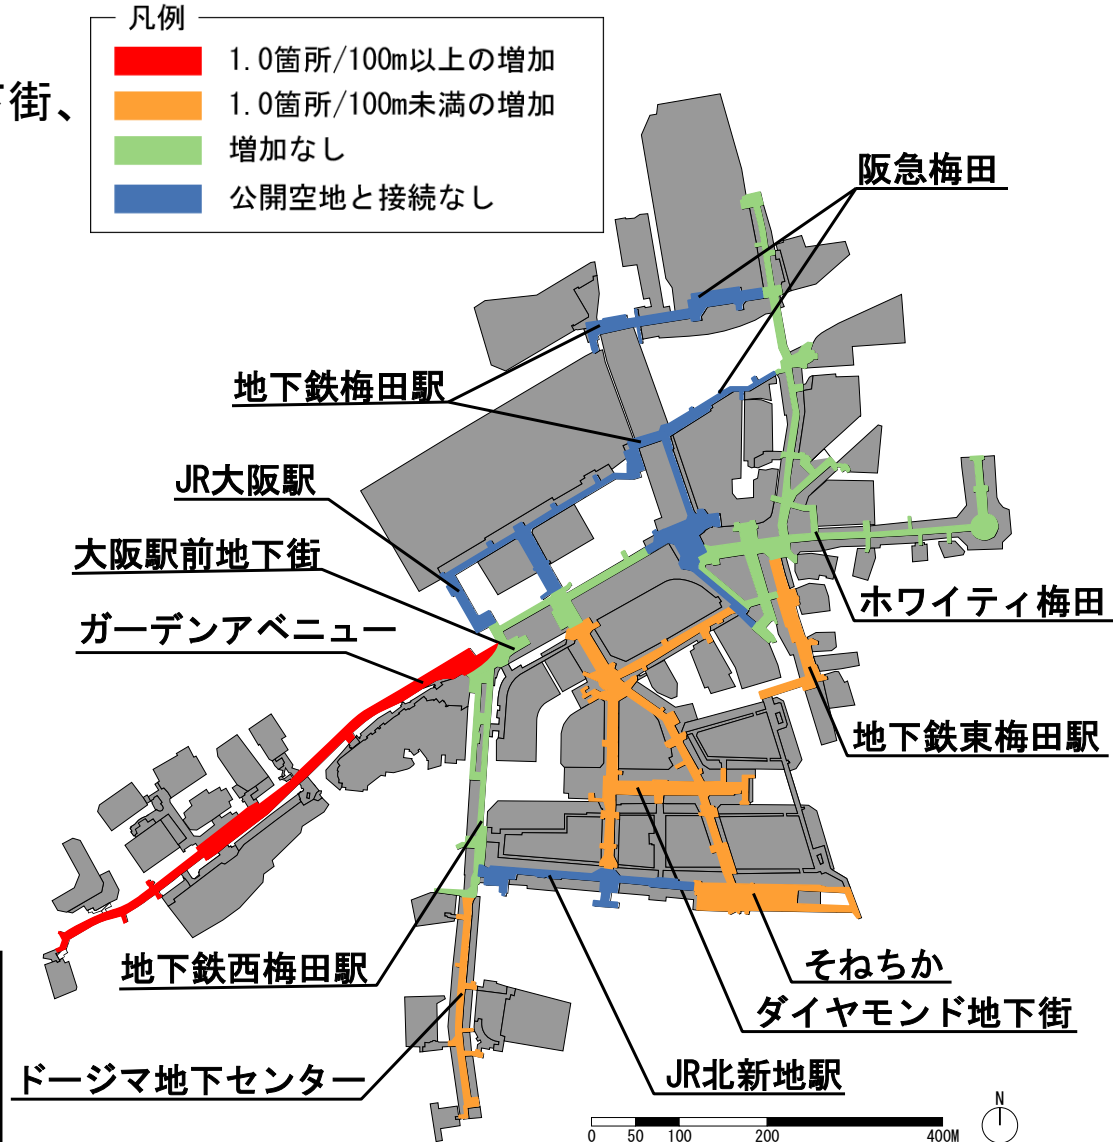 凡例
1.0箇所/100m以上の増加
下街、
1.0箇所/100m未満の増加
増加なし
公開空地と接続なし
阪急梅田
地下鉄梅田駅
JR大阪駅
大阪駅前地下街
ガーデンアベニュー
ホワイティ梅田
地下鉄東梅田駅
地下鉄西梅田駅
そねちか
ダイヤモンド地下街
ドージマ地下センター
JR北新地駅
N
0 50 100 200 400M